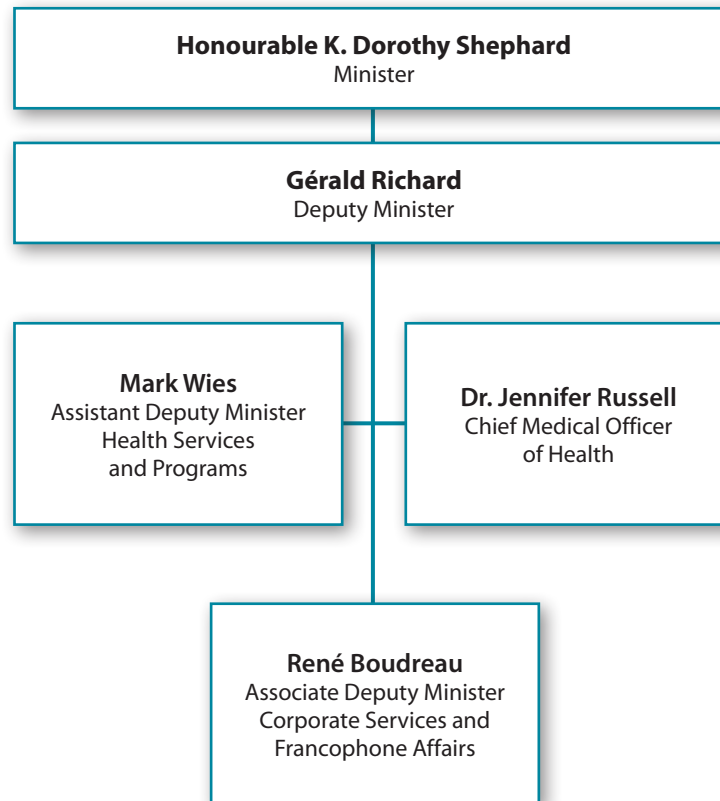 Honourable K. Dorothy Shephard
Minister
Gérald Richard
Deputy Minister
Mark Wies
Assistant Deputy Minister
Health Services
and Programs
Dr. Jennifer Russell
Chief Medical Officer
of Health
René Boudreau
Associate Deputy Minister
Corporate Services and
Francophone Affairs